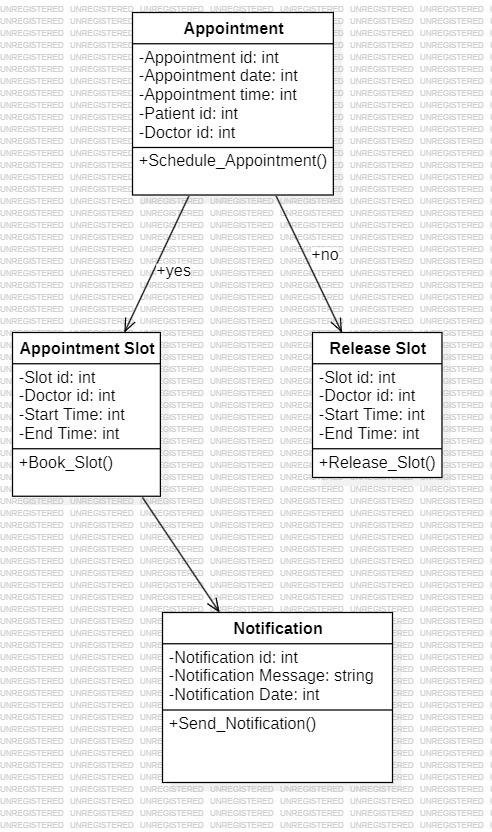 Appointment
-Appointment id: int
-Appointment date: int
-Appointment time: int
-Patient id: int
-Doctor id: int
+Schedule_Appointment()
+no
+yes
Appointment Slot
-Slot id: int
-Doctor id: int
-Start Time: int
-End Time: int
+Book_Slot()
Release Slot
-Slot id: int
-Doctor id: int
-Start Time: int
-End Time: int
+Release_Slot()
Notification
-Notification id: int
-Notification Message: string
-Notification Date: int
+Send_Notification()
UNREGISTERED